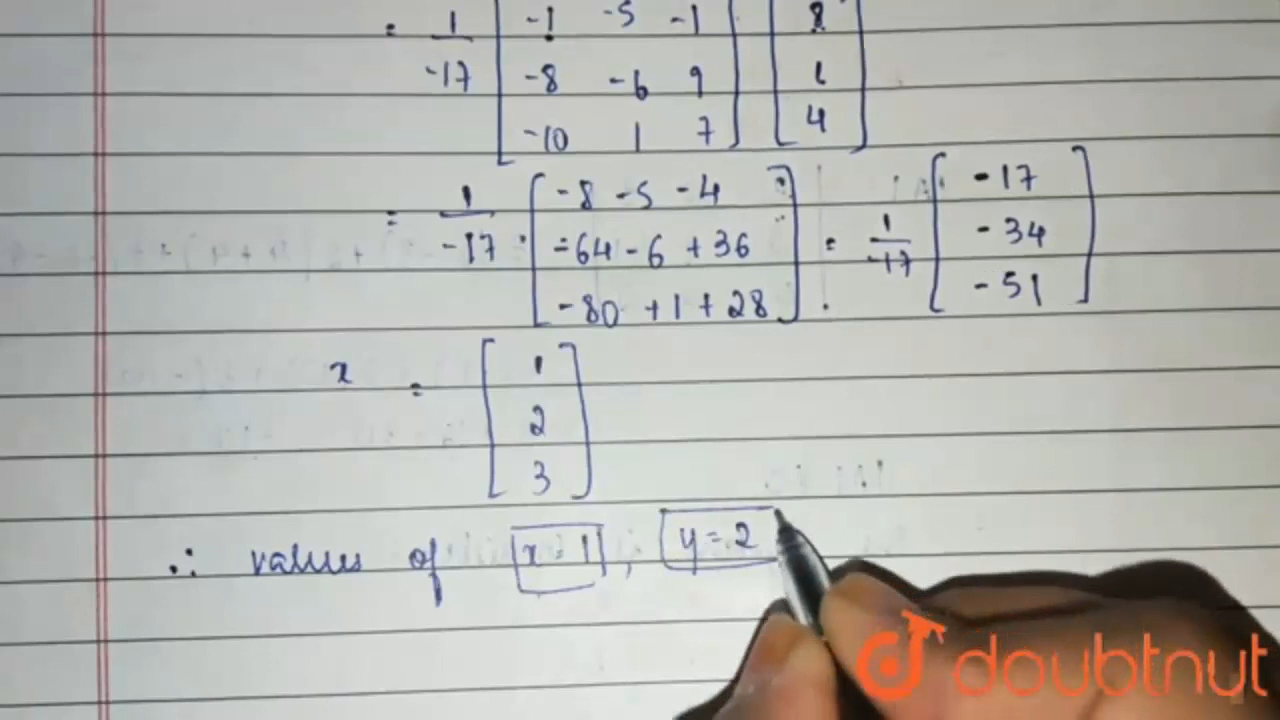 = 1/-17 [ -1 -5 -1 ] [ 8 ]
-8 -6 9 1
-10 1 7 4
= 1/-17 [ -8 -5 -4 ] = 1/-17 [ -17 ]
-64 -6 +36 -34
-80 +1 +28 -51
x = [ 1
2
3 ]
∴ values of x = 1, y = 2
doubtnut